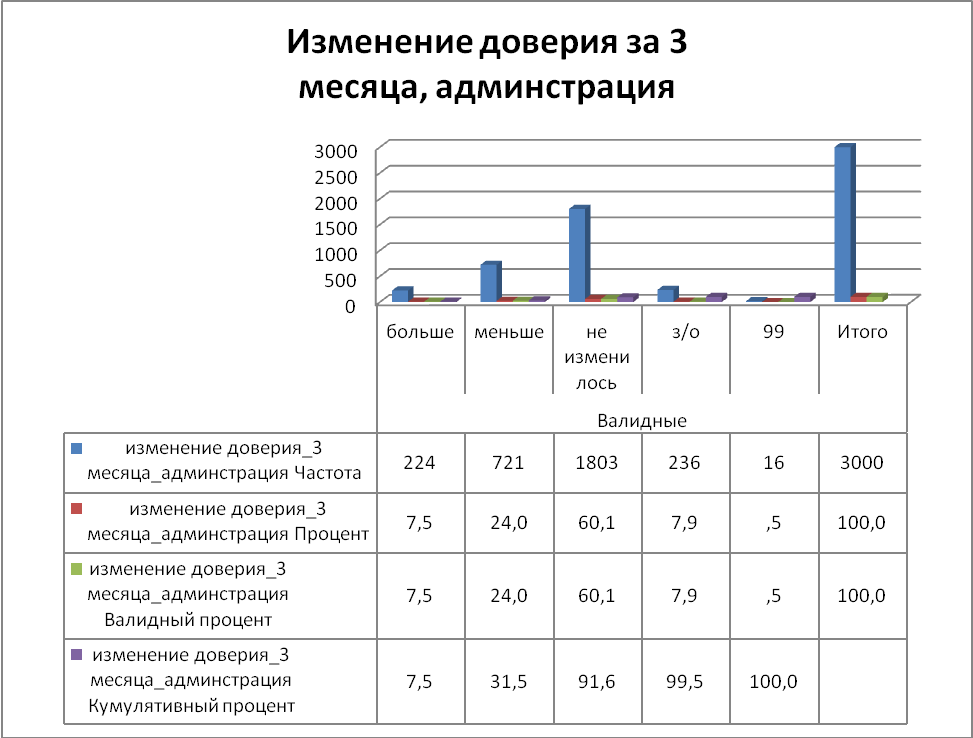 Изменение доверия за 3
месяца, админстрация
3000
2500
2000
1500
1000
500
0
больше меньше не з/о 99 Итого
измени
лось
Валидные
изменение доверия_3
месяца_админстрация Частота 224 721 1803 236 16 3000
изменение доверия_3
месяца_админстрация Процент 7,5 24,0 60,1 7,9 ,5 100,0
изменение доверия_3
месяца_админстрация 7,5 24,0 60,1 7,9 ,5 100,0
Валидный процент
изменение доверия_3
месяца_админстрация 7,5 31,5 91,6 99,5 100,0
Кумулятивный процент